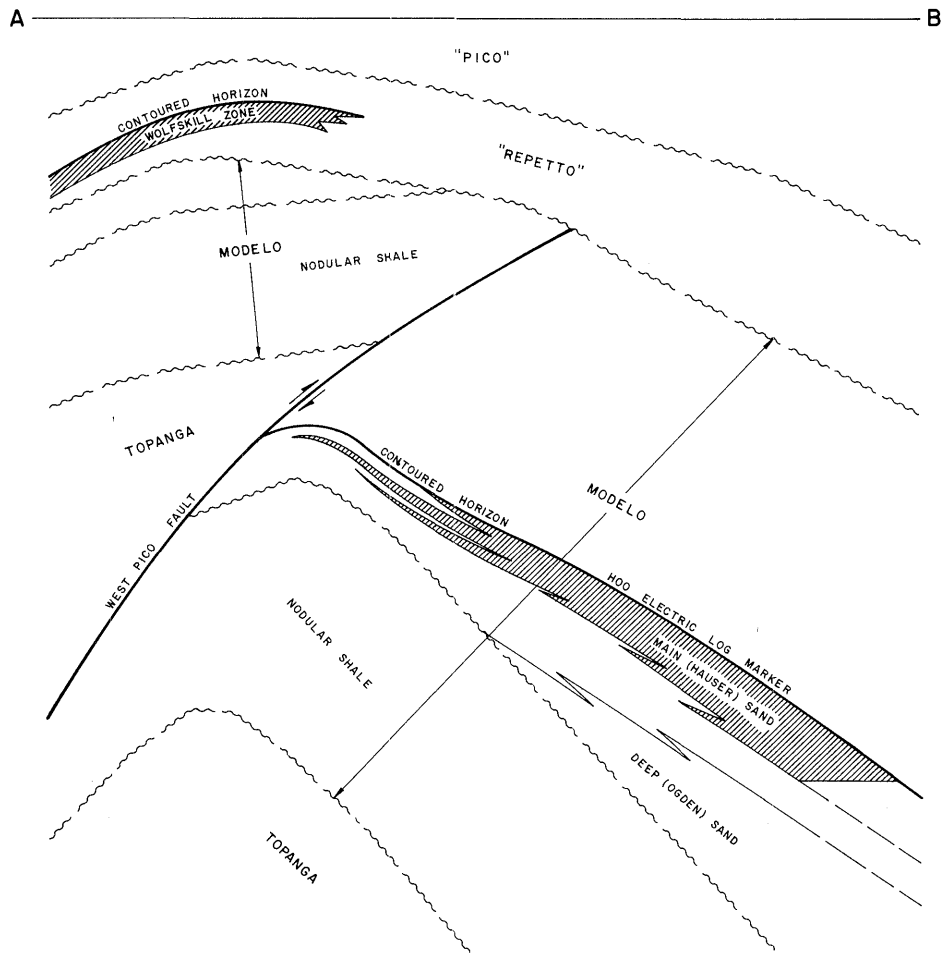 A
B
"PICO"
CONTOURED HORIZON
WOLFSKILL ZONE
"REPETTO"
MODELO
NODULAR SHALE
TOPANGA
WEST PICO FAULT
CONTOURED HORIZON
MODELO
HOO ELECTRIC LOG MARKER
NODULAR SHALE
MAIN (HAUSER) SAND
DEEP (OGDEN) SAND
TOPANGA